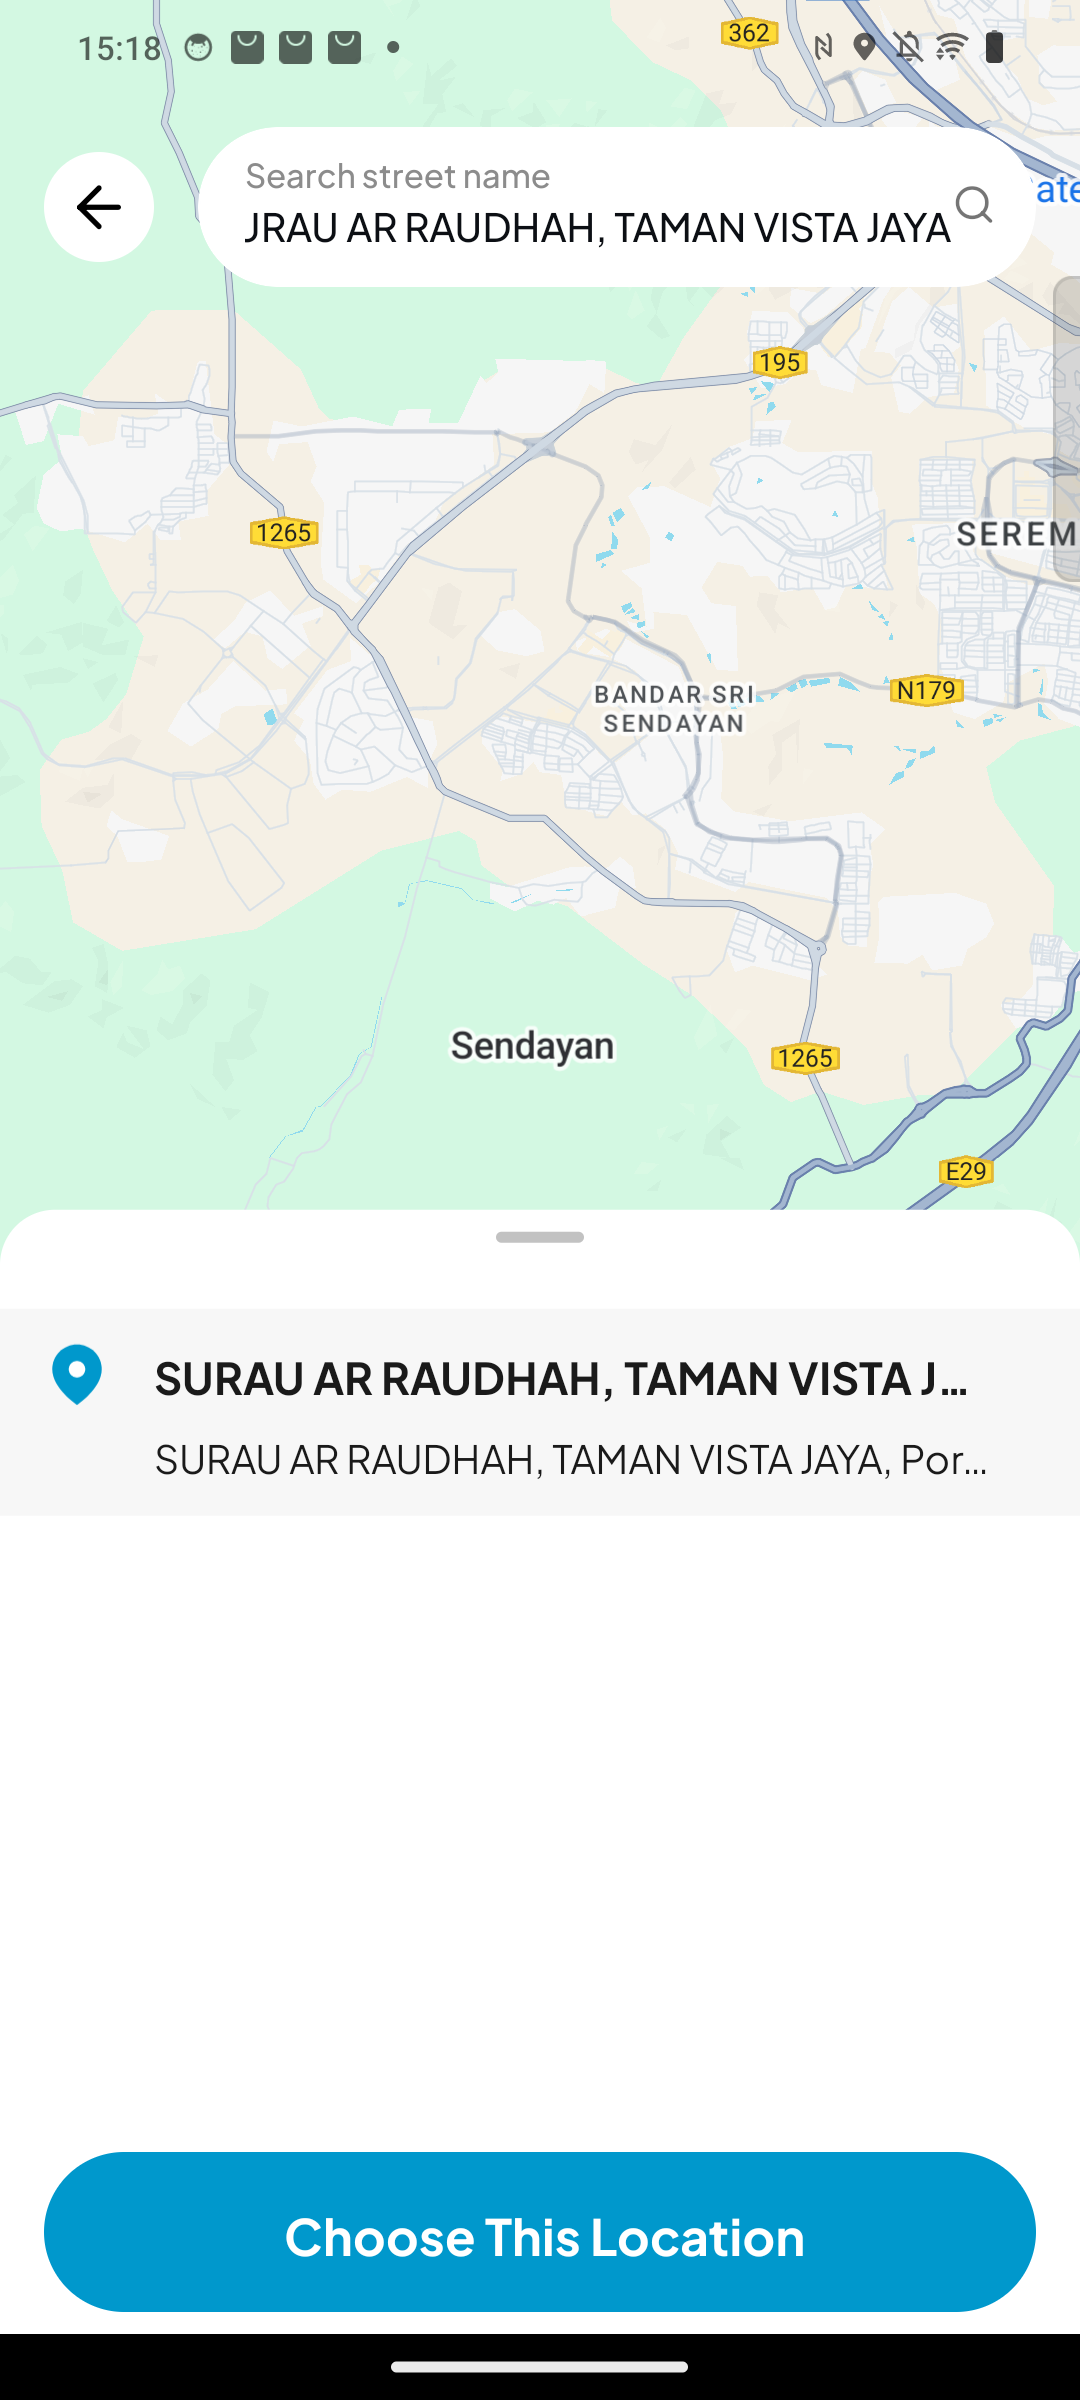 15:18
362
Search street name
JRAU AR RAUDHAH, TAMAN VISTA JAYA
ate
195
1265
SEREM
BANDAR SRI
SENDAYAN
N179
Sendayan
1265
E29
SURAU AR RAUDHAH, TAMAN VISTA J...
SURAU AR RAUDHAH, TAMAN VISTA JAYA, Por...
Choose This Location